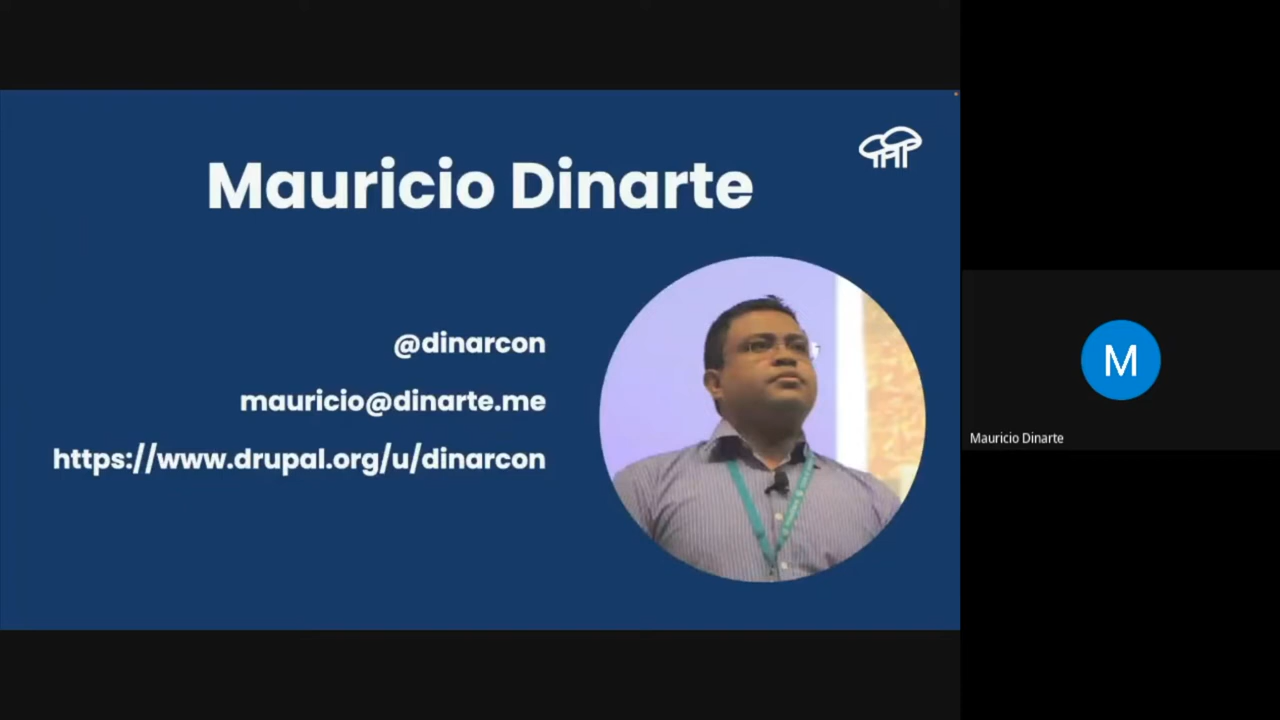 Mauricio Dinarte
@dinarcon
mauricio@dinarte.me
https://www.drupal.org/u/dinarcon
M
Mauricio Dinarte